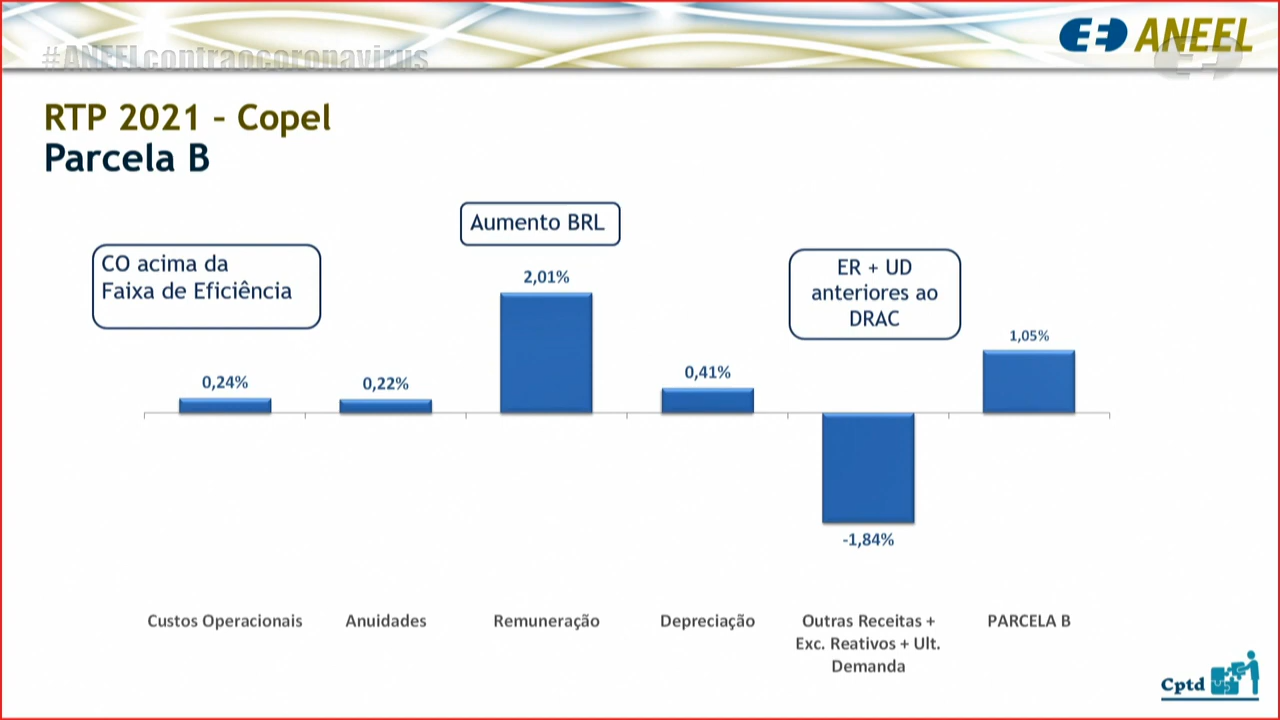 #ANEELcontraocoronavirus
ANEEL
RTP 2021 – Copel
Parcela B
Aumento BRL
CO acima da
Faixa de Eficiência
ER + UD
anteriores ao
DRAC
2,01%
1,05%
0,24%
0,22%
0,41%
-1,84%
Custos Operacionais
Anuidades
Remuneração
Depreciação
Outras Receitas +
Exc. Reativos + Ult.
Demanda
PARCELA B
Cptd